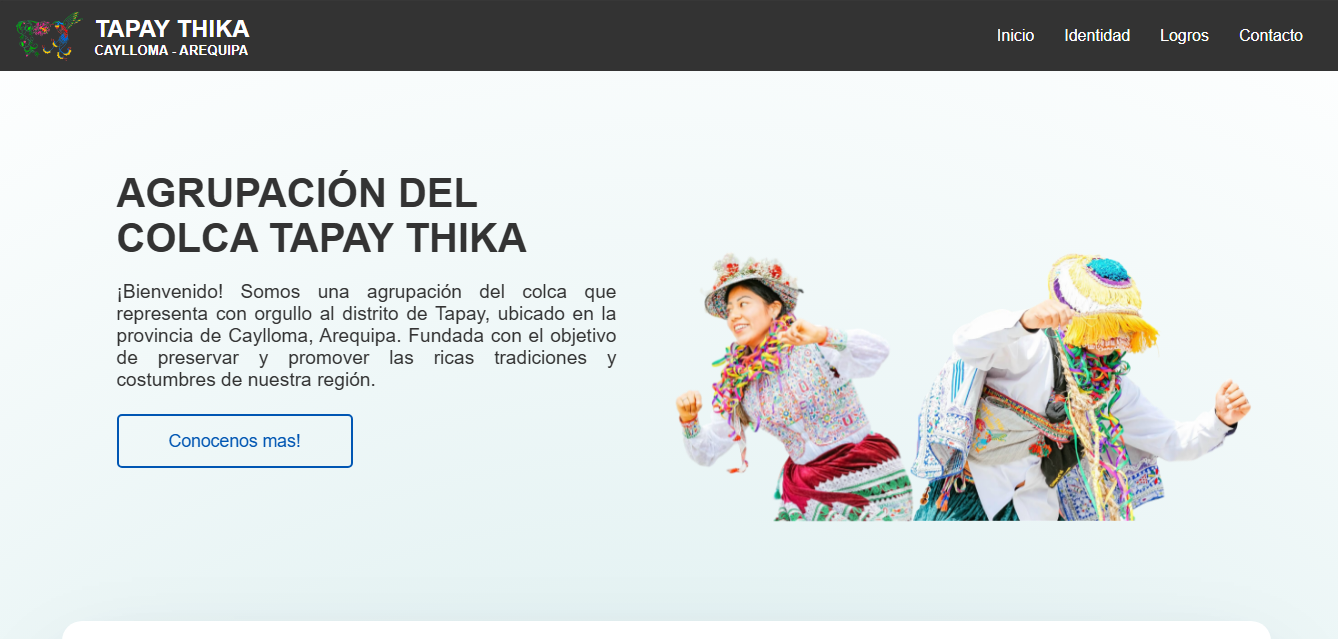 TAPAY THIKA
CAYLLOMA - AREQUIPA
Inicio Identidad Logros Contacto
AGRUPACIÓN DEL
COLCA TAPAY THIKA
¡Bienvenido! Somos una agrupación del colca que
representa con orgullo al distrito de Tapay, ubicado en la
provincia de Caylloma, Arequipa. Fundada con el objetivo
de preservar y promover las ricas tradiciones y
costumbres de nuestra región.
Conocenos mas!